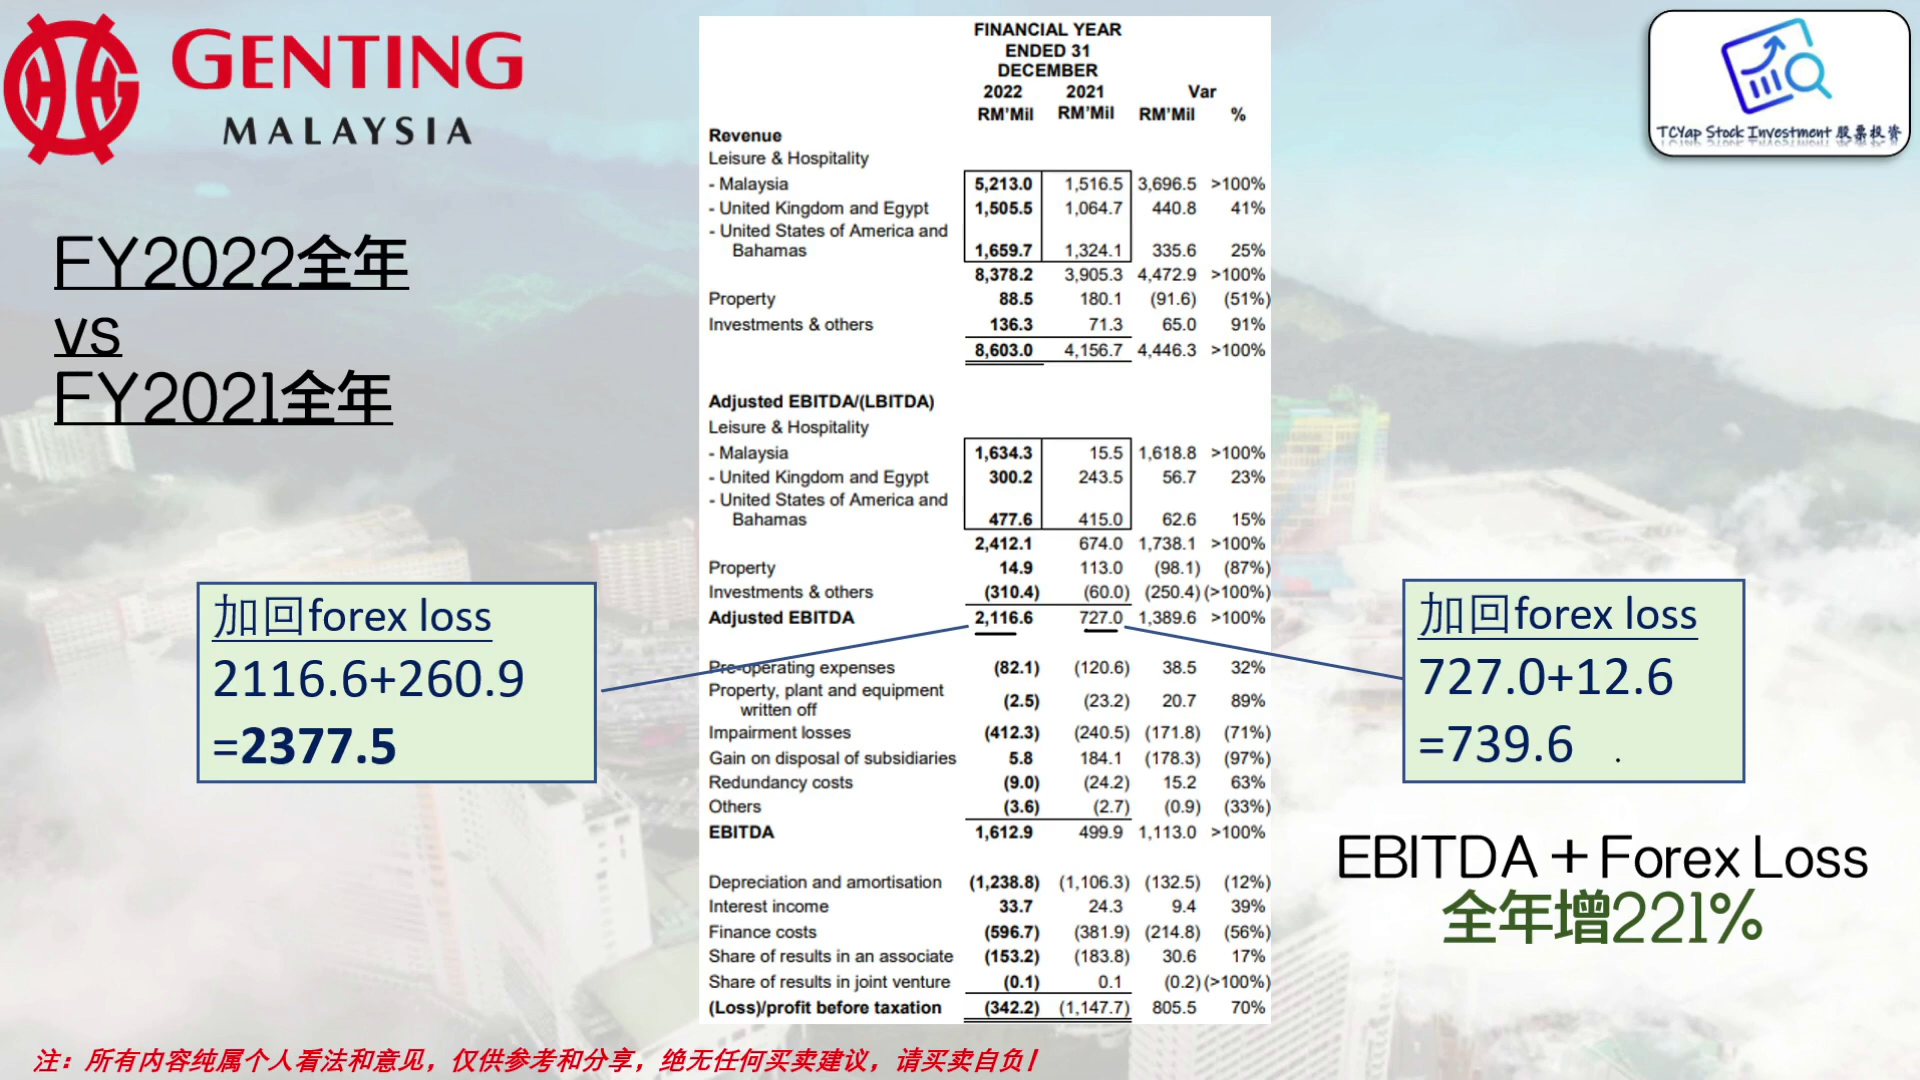 GENTING
MALAYSIA
TCYap Stock Investment 股票投资
FY2022全年
vs
FY2021全年
FINANCIAL YEAR
ENDED 31
DECEMBER
2022 2021 Var
RM'Mil RM'Mil RM'Mil %
Revenue
Leisure & Hospitality
- Malaysia 5,213.0 1,516.5 3,696.5 >100%
- United Kingdom and Egypt 1,505.5 1,064.7 440.8 41%
- United States of America and
Bahamas 1,659.7 1,324.1 335.6 25%
8,378.2 3,905.3 4,472.9 >100%
Property 88.5 180.1 (91.6) (51%)
Investments & others 136.3 71.3 65.0 91%
8,603.0 4,156.7 4,446.3 >100%
Adjusted EBITDA/(LBITDA)
Leisure & Hospitality
- Malaysia 1,634.3 15.5 1,618.8 >100%
- United Kingdom and Egypt 300.2 243.5 56.7 23%
- United States of America and
Bahamas 477.6 415.0 62.6 15%
2,412.1 674.0 1,738.1 >100%
Property 14.9 113.0 (98.1) (87%)
Investments & others (310.4) (60.0) (250.4) (>100%)
Adjusted EBITDA 2,116.6 727.0 1,389.6 >100%
Pre-operating expenses (82.1) (120.6) 38.5 32%
Property, plant and equipment
written off (2.5) (23.2) 20.7 89%
Impairment losses (412.3) (240.5) (171.8) (71%)
Gain on disposal of subsidiaries 5.8 184.1 (178.3) (97%)
Redundancy costs (9.0) (24.2) 15.2 63%
Others (3.6) (2.7) (0.9) (33%)
EBITDA 1,612.9 499.9 1,113.0 >100%
Depreciation and amortisation (1,238.8) (1,106.3) (132.5) (12%)
Interest income 33.7 24.3 9.4 39%
Finance costs (596.7) (381.9) (214.8) (56%)
Share of results in an associate (153.2) (183.8) 30.6 17%
Share of results in joint venture (0.1) 0.1 (0.2) (>100%)
(Loss)/profit before taxation (342.2) (1,147.7) 805.5 70%
加回forex loss
2116.6+260.9
=2377.5
加回forex loss
727.0+12.6
=739.6 .
EBITDA + Forex Loss
全年增221%
注：所有内容纯属个人看法和意见，仅供参考和分享，绝无任何买卖建议，请买卖自负！